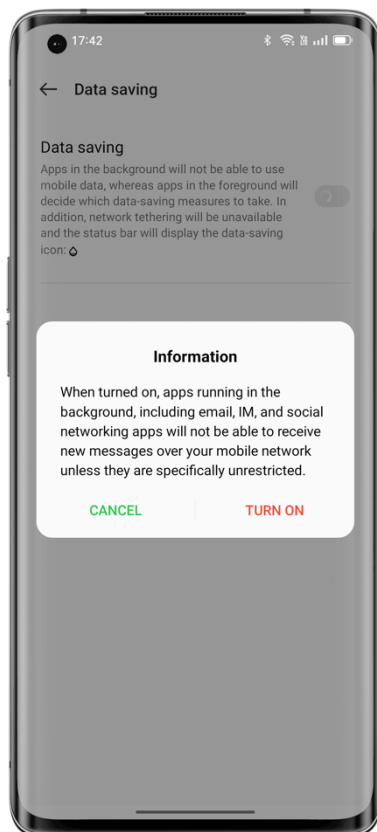 17:42
Data saving
Data saving
Apps in the background will not be able to use
mobile data, whereas apps in the foreground will
decide which data-saving measures to take. In
addition, network tethering will be unavailable
and the status bar will display the data-saving
icon:
Information
When turned on, apps running in the
background, including email, IM, and social
networking apps will not be able to receive
new messages over your mobile network
unless they are specifically unrestricted.
CANCEL
TURN ON